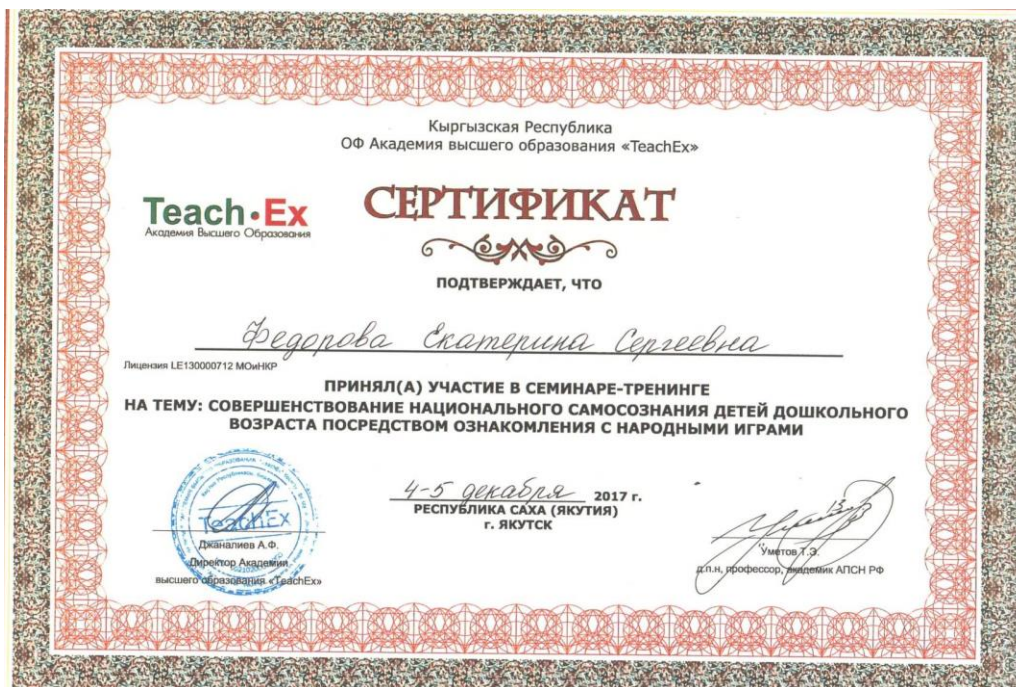 Кыргызская Республика
ОФ Академия высшего образования «TeachEx»
Teach·Ex
Академия Высшего Образования
СЕРТИФИКАТ
ПОДТВЕРЖДАЕТ, ЧТО
Федорова Екатерина Сергеевна
Лицензия LE130000712 МОиНКР
ПРИНЯЛ(А) УЧАСТИЕ В СЕМИНАРЕ-ТРЕНИНГЕ
НА ТЕМУ: СОВЕРШЕНСТВОВАНИЕ НАЦИОНАЛЬНОГО САМОСОЗНАНИЯ ДЕТЕЙ ДОШКОЛЬНОГО
ВОЗРАСТА ПОСРЕДСТВОМ ОЗНАКОМЛЕНИЯ С НАРОДНЫМИ ИГРАМИ
4-5 декабря 2017 г.
РЕСПУБЛИКА САХА (ЯКУТИЯ)
г. ЯКУТСК
TeachEx
Джаналиев А.Ф.
Директор Академии
высшего образования «TeachEx»
Уметов Т.Э.
д.п.н, профессор, академик АПСН РФ